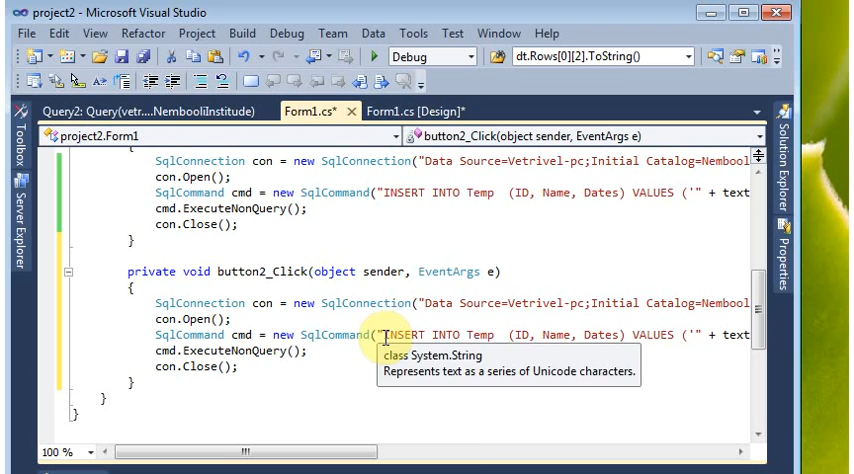 project2 - Microsoft Visual Studio
File Edit View Refactor Project Build Debug Team Data Tools Test Window Help
Debug dt.Rows[0][2].ToString()
Query2: Query(vetr....NembooliInstitude) Form1.cs* Form1.cs [Design]*
project2.Form1 button2_Click(object sender, EventArgs e)
Toolbox
Server Explorer
Solution Explorer
Properties
{
SqlConnection con = new SqlConnection("Data Source=Vetrivel-pc;Initial Catalog=Nembool
con.Open();
SqlCommand cmd = new SqlCommand("INSERT INTO Temp  (ID, Name, Dates) VALUES ('" + text
cmd.ExecuteNonQuery();
con.Close();
}
private void button2_Click(object sender, EventArgs e)
{
SqlConnection con = new SqlConnection("Data Source=Vetrivel-pc;Initial Catalog=Nembool
con.Open();
SqlCommand cmd = new SqlCommand("INSERT INTO Temp  (ID, Name, Dates) VALUES ('" + text
cmd.ExecuteNonQuery();
class System.String
con.Close();
Represents text as a series of Unicode characters.
}
}
}
100 %